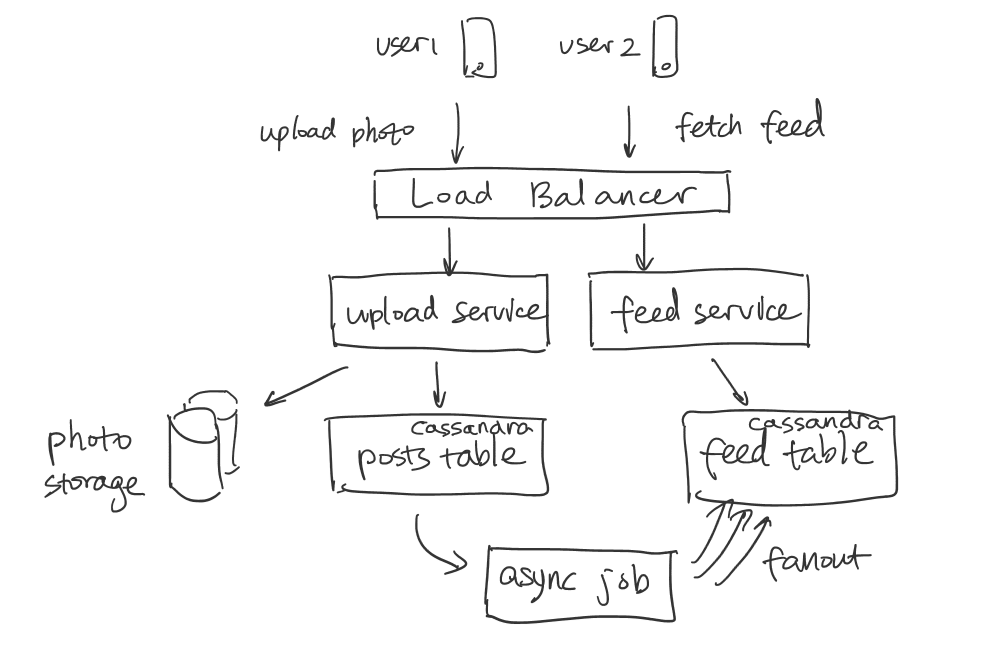 user1
user2
upload photo
fetch feed
Load Balancer
upload service
feed service
photo
storage
cassandra
posts table
cassandra
feed table
async job
fanout